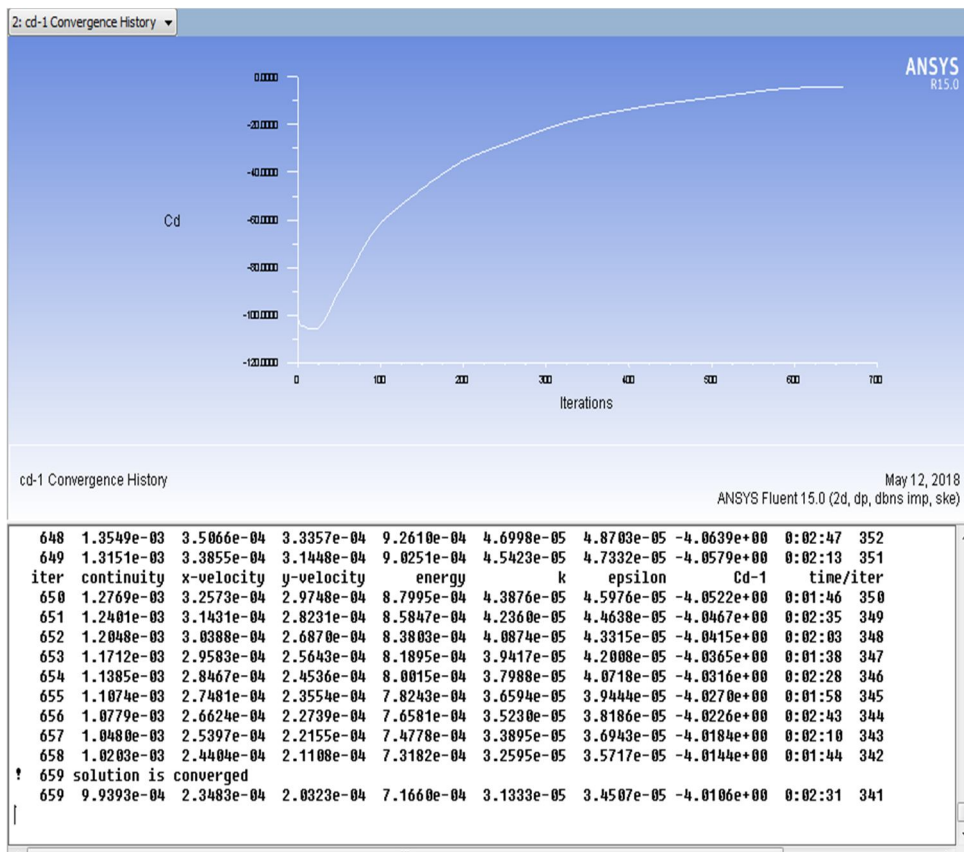 2: cd-1 Convergence History
ANSYS
R15.0
0.0000
-20.0000
-40.0000
-60.0000
-80.0000
-100.0000
-120.0000
Cd
0 100 200 300 400 500 600 700
Iterations
cd-1 Convergence History
May 12, 2018
ANSYS Fluent 15.0 (2d, dp, dbns imp, ske)
648 1.3549e-03 3.5066e-04 3.3357e-04 9.2610e-04 4.6998e-05 4.8703e-05 -4.0639e+00 0:02:47 352
649 1.3151e-03 3.3855e-04 3.1448e-04 9.0251e-04 4.5423e-05 4.7332e-05 -4.0579e+00 0:02:13 351
iter continuity x-velocity y-velocity energy k epsilon Cd-1 time/iter
650 1.2769e-03 3.2573e-04 2.9748e-04 8.7995e-04 4.3876e-05 4.5976e-05 -4.0522e+00 0:01:46 350
651 1.2401e-03 3.1431e-04 2.8231e-04 8.5847e-04 4.2360e-05 4.4638e-05 -4.0467e+00 0:02:35 349
652 1.2048e-03 3.0388e-04 2.6870e-04 8.3803e-04 4.0874e-05 4.3315e-05 -4.0415e+00 0:02:03 348
653 1.1712e-03 2.9583e-04 2.5643e-04 8.1895e-04 3.9417e-05 4.2008e-05 -4.0365e+00 0:01:38 347
654 1.1385e-03 2.8467e-04 2.4536e-04 8.0015e-04 3.7988e-05 4.0718e-05 -4.0316e+00 0:02:28 346
655 1.1074e-03 2.7481e-04 2.3554e-04 7.8243e-04 3.6594e-05 3.9444e-05 -4.0270e+00 0:01:58 345
656 1.0779e-03 2.6624e-04 2.2739e-04 7.6581e-04 3.5230e-05 3.8186e-05 -4.0226e+00 0:02:43 344
657 1.0480e-03 2.5397e-04 2.2155e-04 7.4778e-04 3.3895e-05 3.6943e-05 -4.0184e+00 0:02:10 343
658 1.0203e-03 2.4404e-04 2.1108e-04 7.3182e-04 3.2595e-05 3.5717e-05 -4.0144e+00 0:01:44 342
! 659 solution is converged
659 9.9393e-04 2.3483e-04 2.0323e-04 7.1660e-04 3.1333e-05 3.4507e-05 -4.0106e+00 0:02:31 341